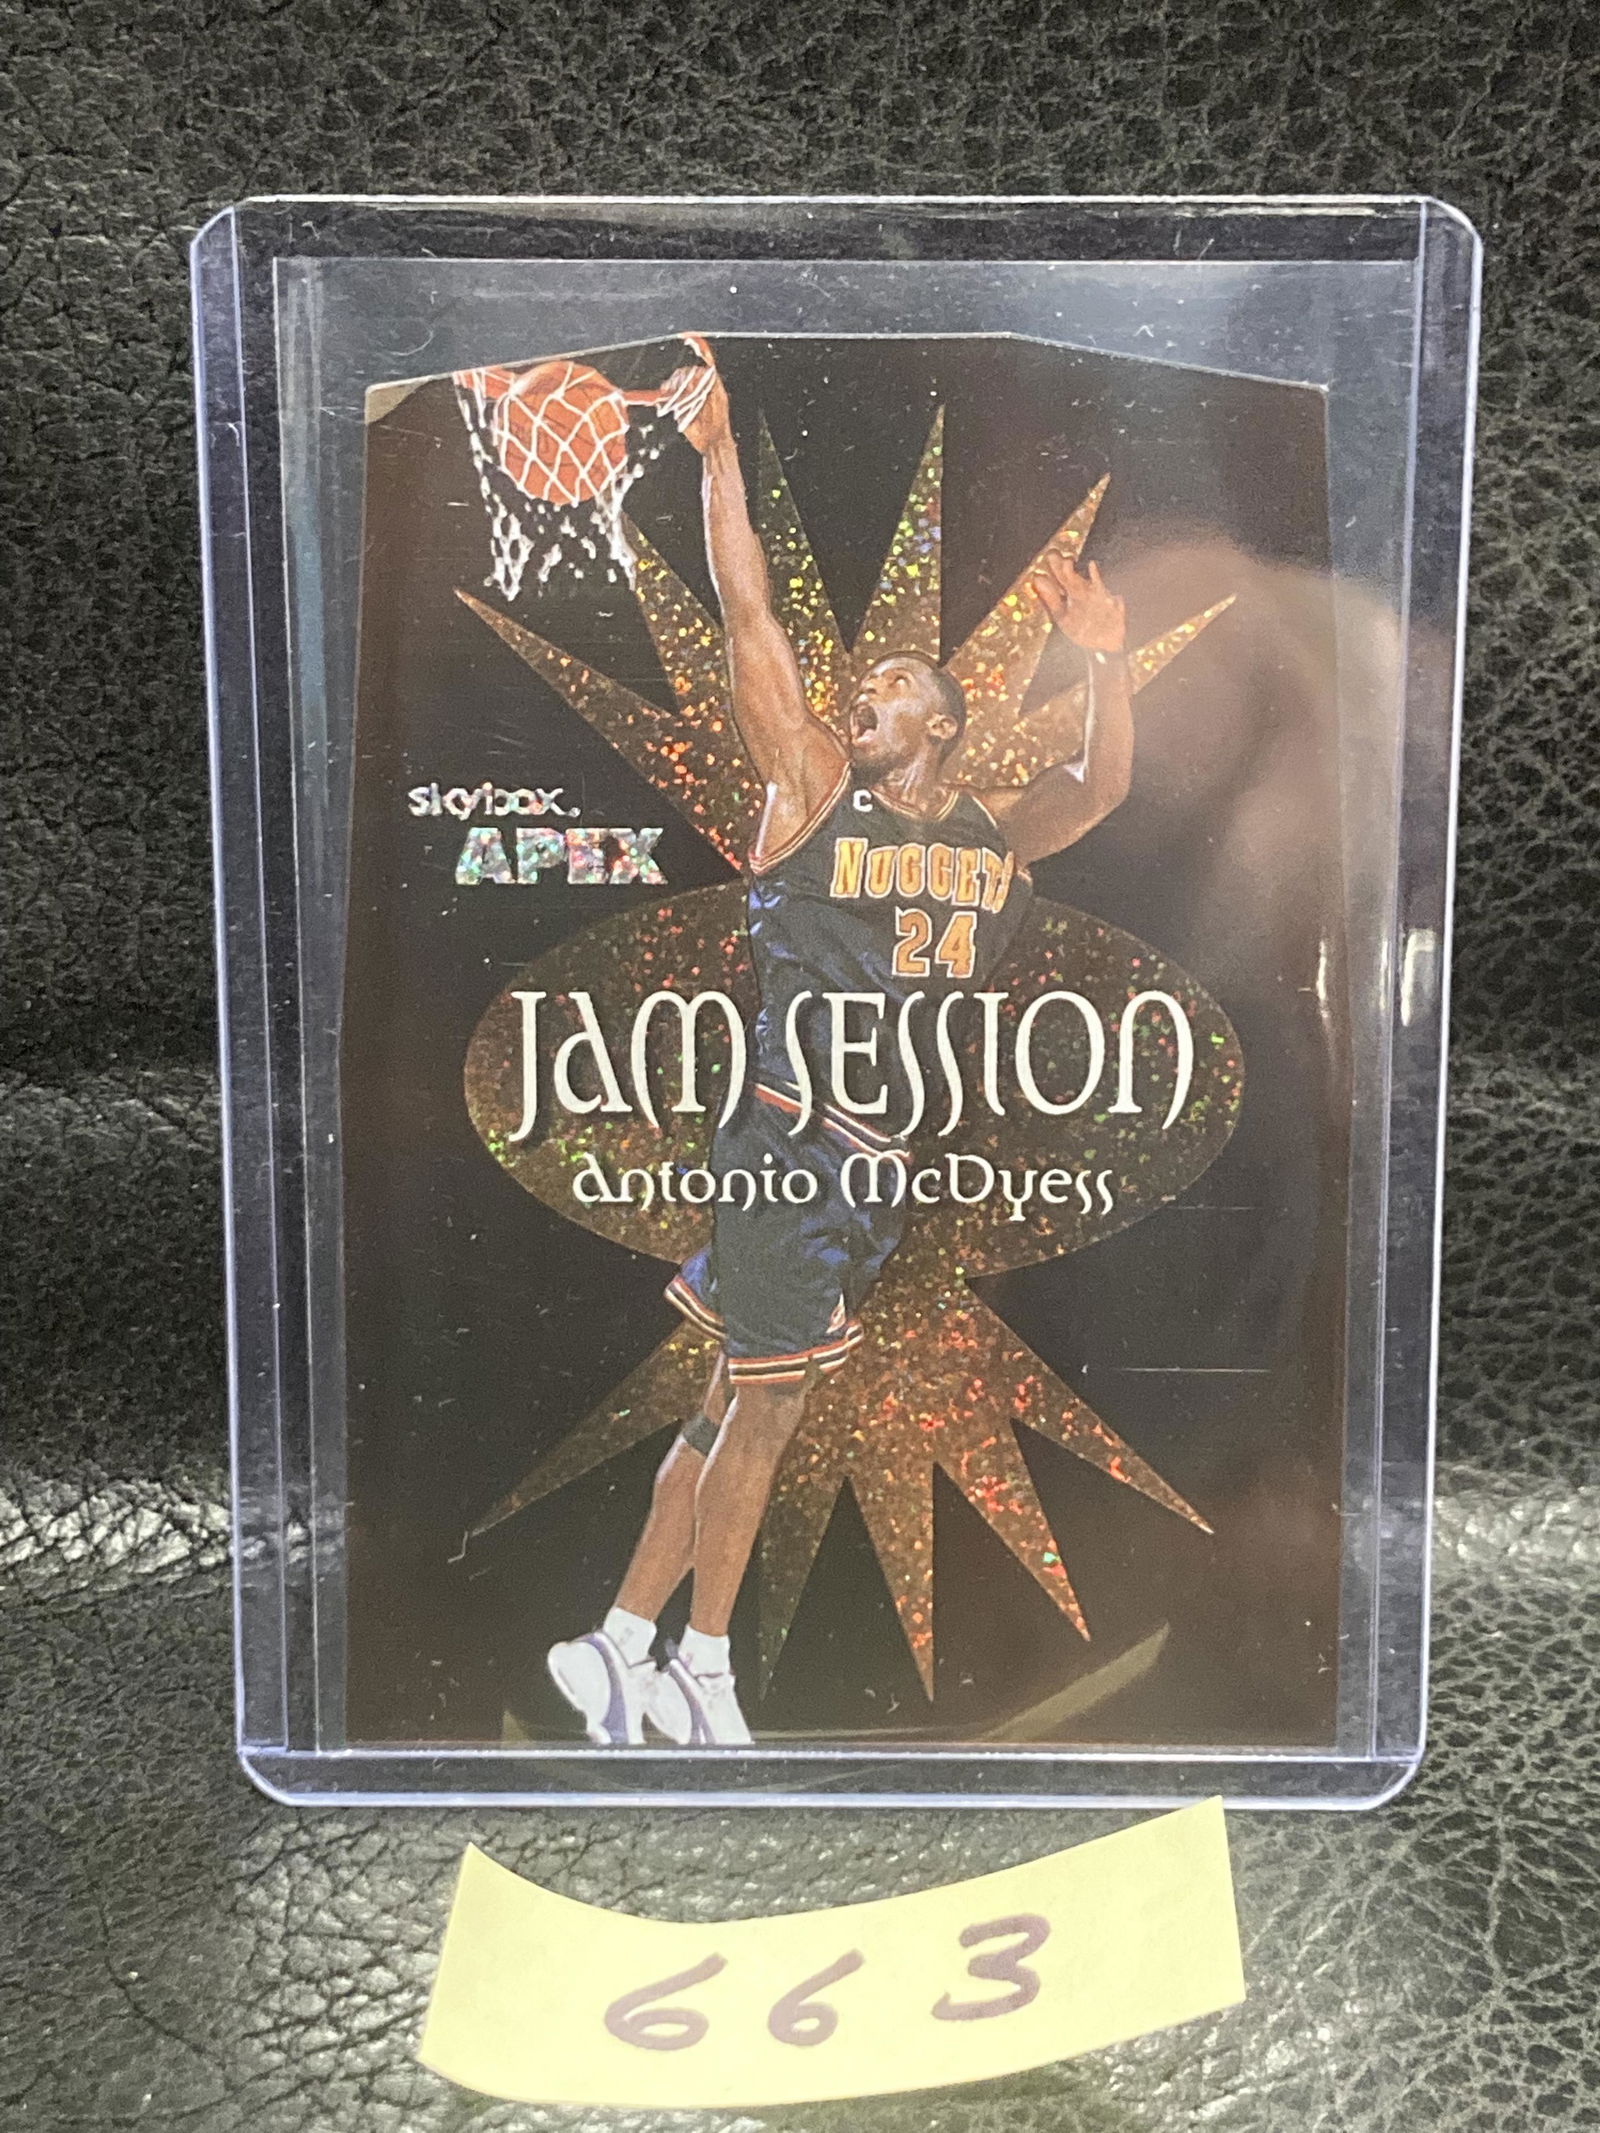 skybox.
APEX
C
NUGGETS
24
JAM SESSION
Antonio McDyess
663